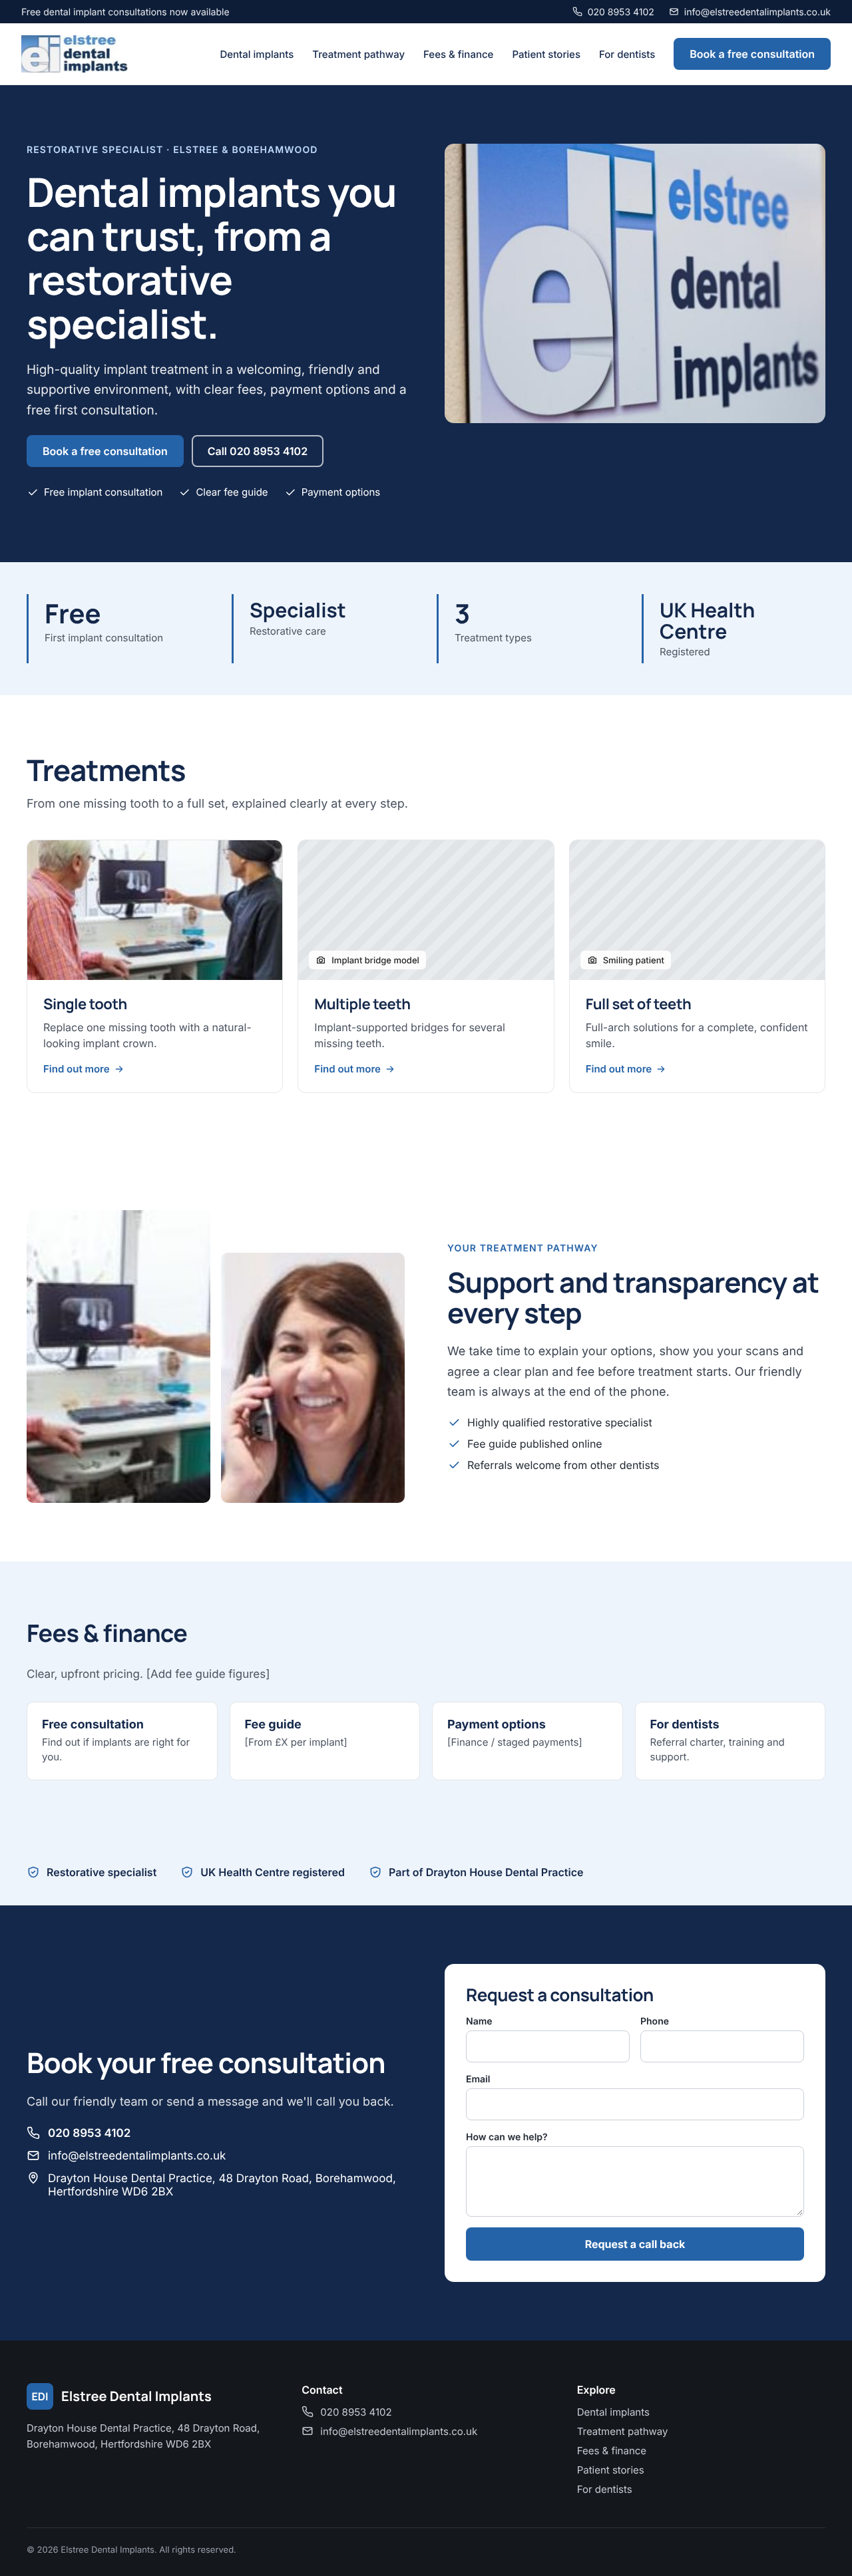 Free dental implant consultations now available
020 8953 4102
info@elstreedentalimplants.co.uk
ei elstree
dental
implants
Dental implants
Treatment pathway
Fees & finance
Patient stories
For dentists
Book a free consultation
RESTORATIVE SPECIALIST · ELSTREE & BOREHAMWOOD
Dental implants you
can trust, from a
restorative
specialist.
High-quality implant treatment in a welcoming, friendly and
supportive environment, with clear fees, payment options and a
free first consultation.
Book a free consultation
Call 020 8953 4102
Free implant consultation
Clear fee guide
Payment options
ei elstree
dental
implants
Free
First implant consultation
Specialist
Restorative care
3
Treatment types
UK Health
Centre
Registered
Treatments
From one missing tooth to a full set, explained clearly at every step.
Single tooth
Replace one missing tooth with a natural-
looking implant crown.
Find out more →
Implant bridge model
Multiple teeth
Implant-supported bridges for several
missing teeth.
Find out more →
Smiling patient
Full set of teeth
Full-arch solutions for a complete, confident
smile.
Find out more →
YOUR TREATMENT PATHWAY
Support and transparency at
every step
We take time to explain your options, show you your scans and
agree a clear plan and fee before treatment starts. Our friendly
team is always at the end of the phone.
Highly qualified restorative specialist
Fee guide published online
Referrals welcome from other dentists
Fees & finance
Clear, upfront pricing. [Add fee guide figures]
Free consultation
Find out if implants are right for
you.
Fee guide
[From £X per implant]
Payment options
[Finance / staged payments]
For dentists
Referral charter, training and
support.
Restorative specialist
UK Health Centre registered
Part of Drayton House Dental Practice
Book your free consultation
Call our friendly team or send a message and we'll call you back.
020 8953 4102
info@elstreedentalimplants.co.uk
Drayton House Dental Practice, 48 Drayton Road, Borehamwood,
Hertfordshire WD6 2BX
Request a consultation
Name
Phone
Email
How can we help?
Request a call back
EDI Elstree Dental Implants
Drayton House Dental Practice, 48 Drayton Road,
Borehamwood, Hertfordshire WD6 2BX
Contact
020 8953 4102
info@elstreedentalimplants.co.uk
Explore
Dental implants
Treatment pathway
Fees & finance
Patient stories
For dentists
© 2026 Elstree Dental Implants. All rights reserved.